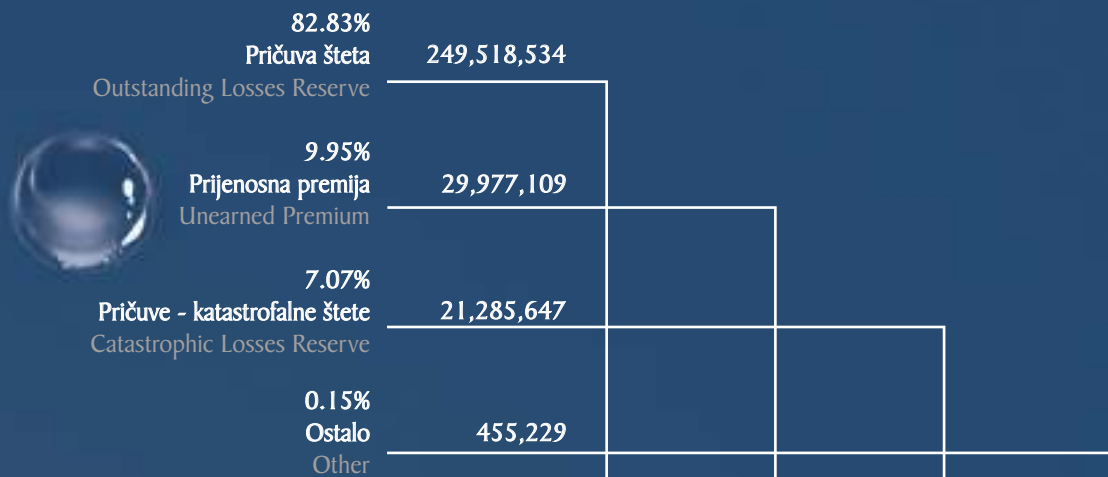 82.83%
Pričuva šteta 249,518,534
Outstanding Losses Reserve
9.95%
Prijenosna premija 29,977,109
Unearned Premium
7.07%
Pričuve - katastrofalne štete 21,285,647
Catastrophic Losses Reserve
0.15%
Ostalo 455,229
Other